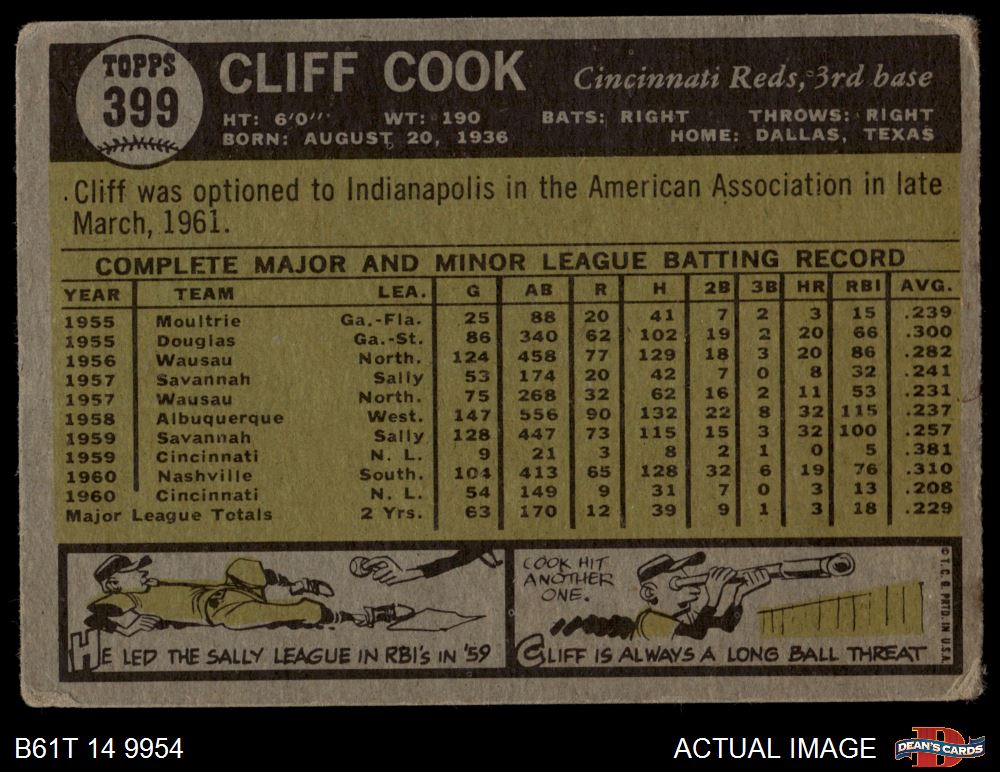 TOPPS
399
CLIFF COOK Cincinnati Reds, 3rd base
HT: 6'0" WT: 190 BATS: RIGHT THROWS: RIGHT
BORN: AUGUST 20, 1936 HOME: DALLAS, TEXAS
Cliff was optioned to Indianapolis in the American Association in late
March, 1961.
COMPLETE MAJOR AND MINOR LEAGUE BATTING RECORD
YEAR TEAM LEA. G AB R H 2B 3B HR RBI AVG.
1955 Moultrie Ga.-Fla. 25 88 20 41 7 2 3 15 .239
1955 Douglas Ga.-St. 86 340 62 102 19 2 20 66 .300
1956 Wausau North. 124 458 77 129 18 3 20 86 .282
1957 Savannah Sally 53 174 20 42 7 0 8 32 .241
1957 Wausau North. 75 268 32 62 16 2 11 53 .231
1958 Albuquerque West. 147 556 90 132 22 8 32 115 .237
1959 Savannah Sally 128 447 73 115 15 3 32 100 .257
1959 Cincinnati N. L. 9 21 3 8 2 1 0 5 .381
1960 Nashville South. 104 413 65 128 32 6 19 76 .310
1960 Cincinnati N. L. 54 149 9 31 7 0 3 13 .208
Major League Totals 2 Yrs. 63 170 12 39 9 1 3 18 .229
HE LED THE SALLY LEAGUE IN RBI'S IN '59
COOK HIT
ANOTHER
ONE.
CLIFF IS ALWAYS A LONG BALL THREAT
© T.C.G. PRTD. IN U.S.A.
B61T 14 9954
ACTUAL IMAGE
D
DEAN'S CARDS